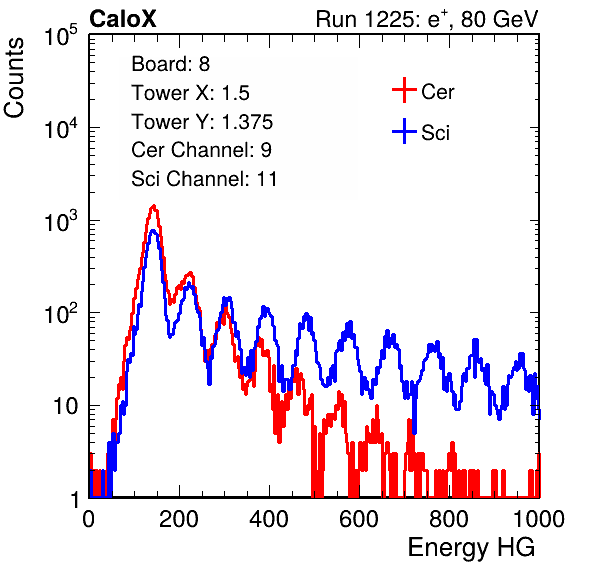 CaloX Run 1225: e⁺, 80 GeV
Counts
10⁵
10⁴
10³
10²
10
1
Board: 8
Tower X: 1.5
Tower Y: 1.375
Cer Channel: 9
Sci Channel: 11
Cer
Sci
0 200 400 600 800 1000
Energy HG